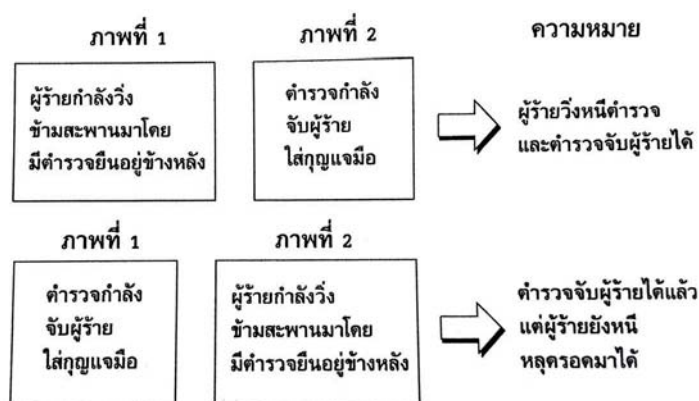 ภาพที่ 1
ภาพที่ 2
ความหมาย
ผู้ร้ายกำลังวิ่ง
ข้ามสะพานมาโดย
มีตำรวจยืนอยู่ข้างหลัง
ตำรวจกำลัง
จับผู้ร้าย
ใส่กุญแจมือ
ผู้ร้ายวิ่งหนีตำรวจ
และตำรวจจับผู้ร้ายได้
ภาพที่ 1
ภาพที่ 2
ตำรวจกำลัง
จับผู้ร้าย
ใส่กุญแจมือ
ผู้ร้ายกำลังวิ่ง
ข้ามสะพานมาโดย
มีตำรวจยืนอยู่ข้างหลัง
ตำรวจจับผู้ร้ายได้แล้ว
แต่ผู้ร้ายยังหนี
หลุดรอดมาได้